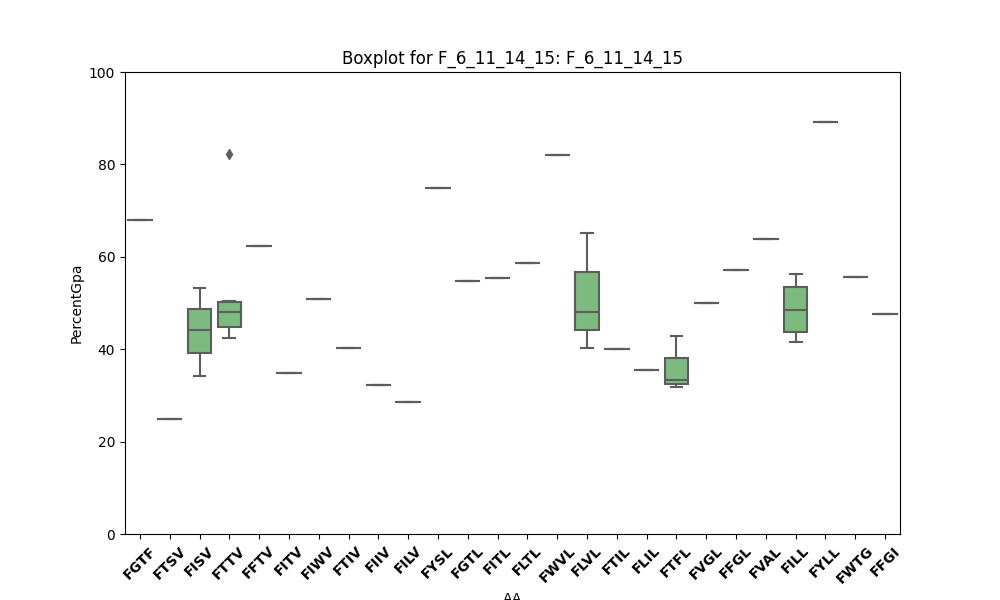 Boxplot for F_6_11_14_15: F_6_11_14_15
100
80
60
40
20
0
PercentGpa
FGTF FTSV FISV FTTV FFTV FITV FIWV FTIV FIIV FILV FYSL FGTL FITL FLTL FWVL FLVL FTIL FLIL FTFL FVGL FFGL FVAL FILL FYLL FWTG FFGI
AA